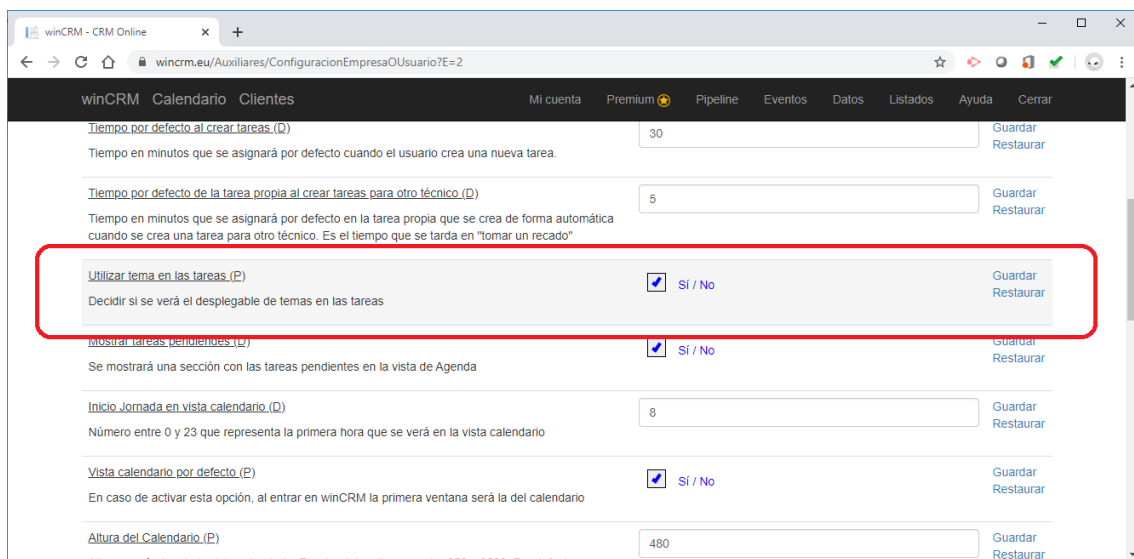 winCRM - CRM Online
wincrm.eu/Auxiliares/ConfiguracionEmpresaOUsuario?E=2
winCRM Calendario Clientes Mi cuenta Premium Pipeline Eventos Datos Listados Ayuda Cerrar
Tiempo por defecto al crear tareas (D)
30
Guardar
Restaurar
Tiempo en minutos que se asignará por defecto cuando el usuario crea una nueva tarea.
Tiempo por defecto de la tarea propia al crear tareas para otro técnico (D)
5
Guardar
Restaurar
Tiempo en minutos que se asignará por defecto en la tarea propia que se crea de forma automática
cuando se crea una tarea para otro técnico. Es el tiempo que se tarda en "tomar un recado"
Utilizar tema en las tareas (P)
Sí / No
Guardar
Restaurar
Decidir si se verá el desplegable de temas en las tareas
Mostrar tareas pendiendes (D)
Sí / No
Guardar
Restaurar
Se mostrará una sección con las tareas pendientes en la vista de Agenda
Inicio Jornada en vista calendario (D)
8
Guardar
Restaurar
Número entre 0 y 23 que representa la primera hora que se verá en la vista calendario
Vista calendario por defecto (P)
Sí / No
Guardar
Restaurar
En caso de activar esta opción, al entrar en winCRM la primera ventana será la del calendario
Altura del Calendario (P)
480
Guardar
Restaurar